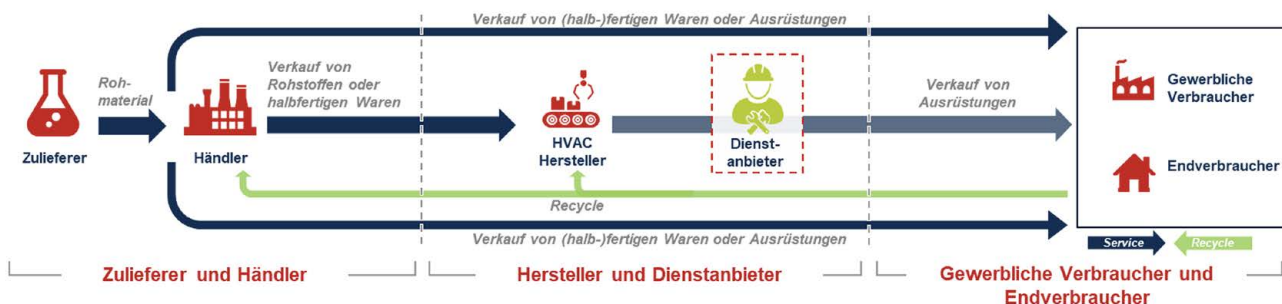 Verkauf von (halb-)fertigen Waren oder Ausrüstungen
Roh-
material
Verkauf von
Rohstoffen oder
halbfertigen Waren
Verkauf von
Ausrüstungen
Gewerbliche
Verbraucher
Zulieferer
Händler
HVAC
Hersteller
Dienst-
anbieter
Endverbraucher
Recycle
Verkauf von (halb-)fertigen Waren oder Ausrüstungen
Service
Recycle
Zulieferer und Händler
Hersteller und Dienstanbieter
Gewerbliche Verbraucher und
Endverbraucher